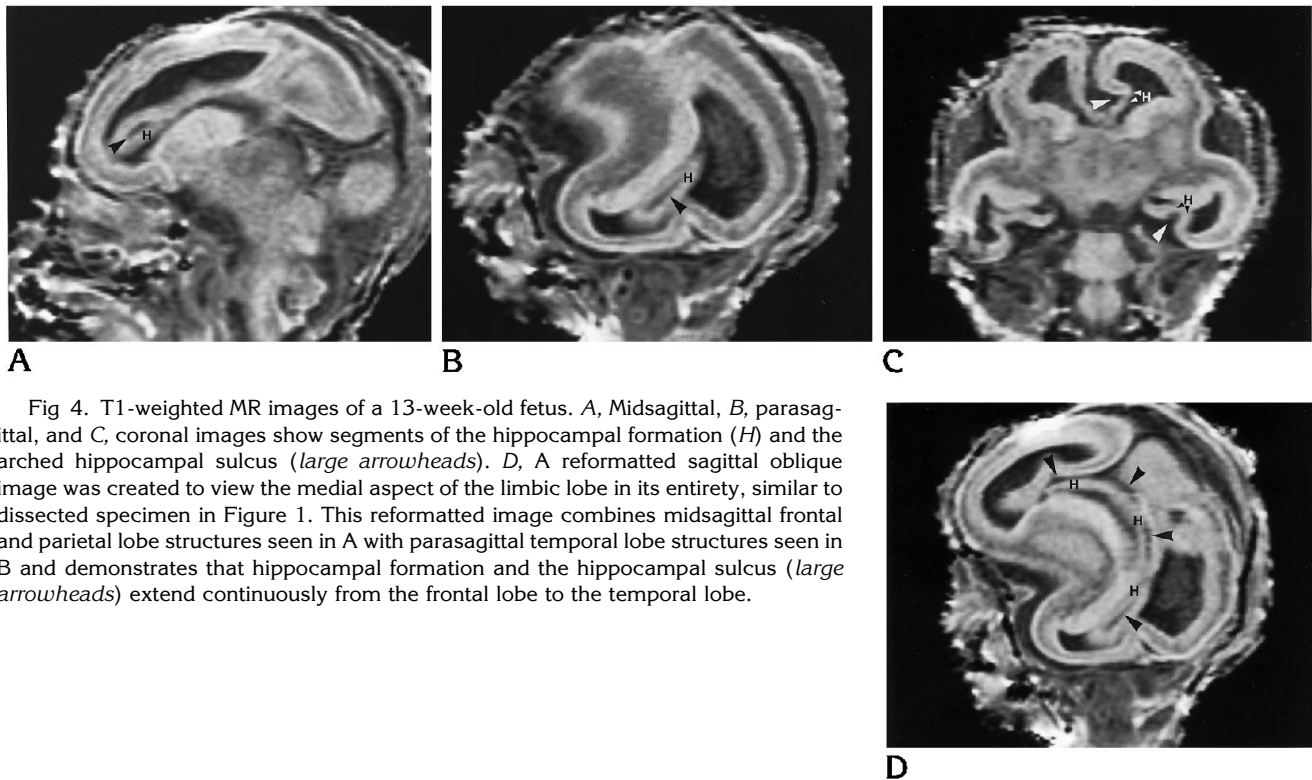 H
H
H
H
A
B
C
Fig 4. T1-weighted MR images of a 13-week-old fetus. A, Midsagittal, B, parasag-
ittal, and C, coronal images show segments of the hippocampal formation (H) and the
arched hippocampal sulcus (large arrowheads). D, A reformatted sagittal oblique
image was created to view the medial aspect of the limbic lobe in its entirety, similar to
dissected specimen in Figure 1. This reformatted image combines midsagittal frontal
and parietal lobe structures seen in A with parasagittal temporal lobe structures seen in
B and demonstrates that hippocampal formation and the hippocampal sulcus (large
arrowheads) extend continuously from the frontal lobe to the temporal lobe.
H
H
H
D